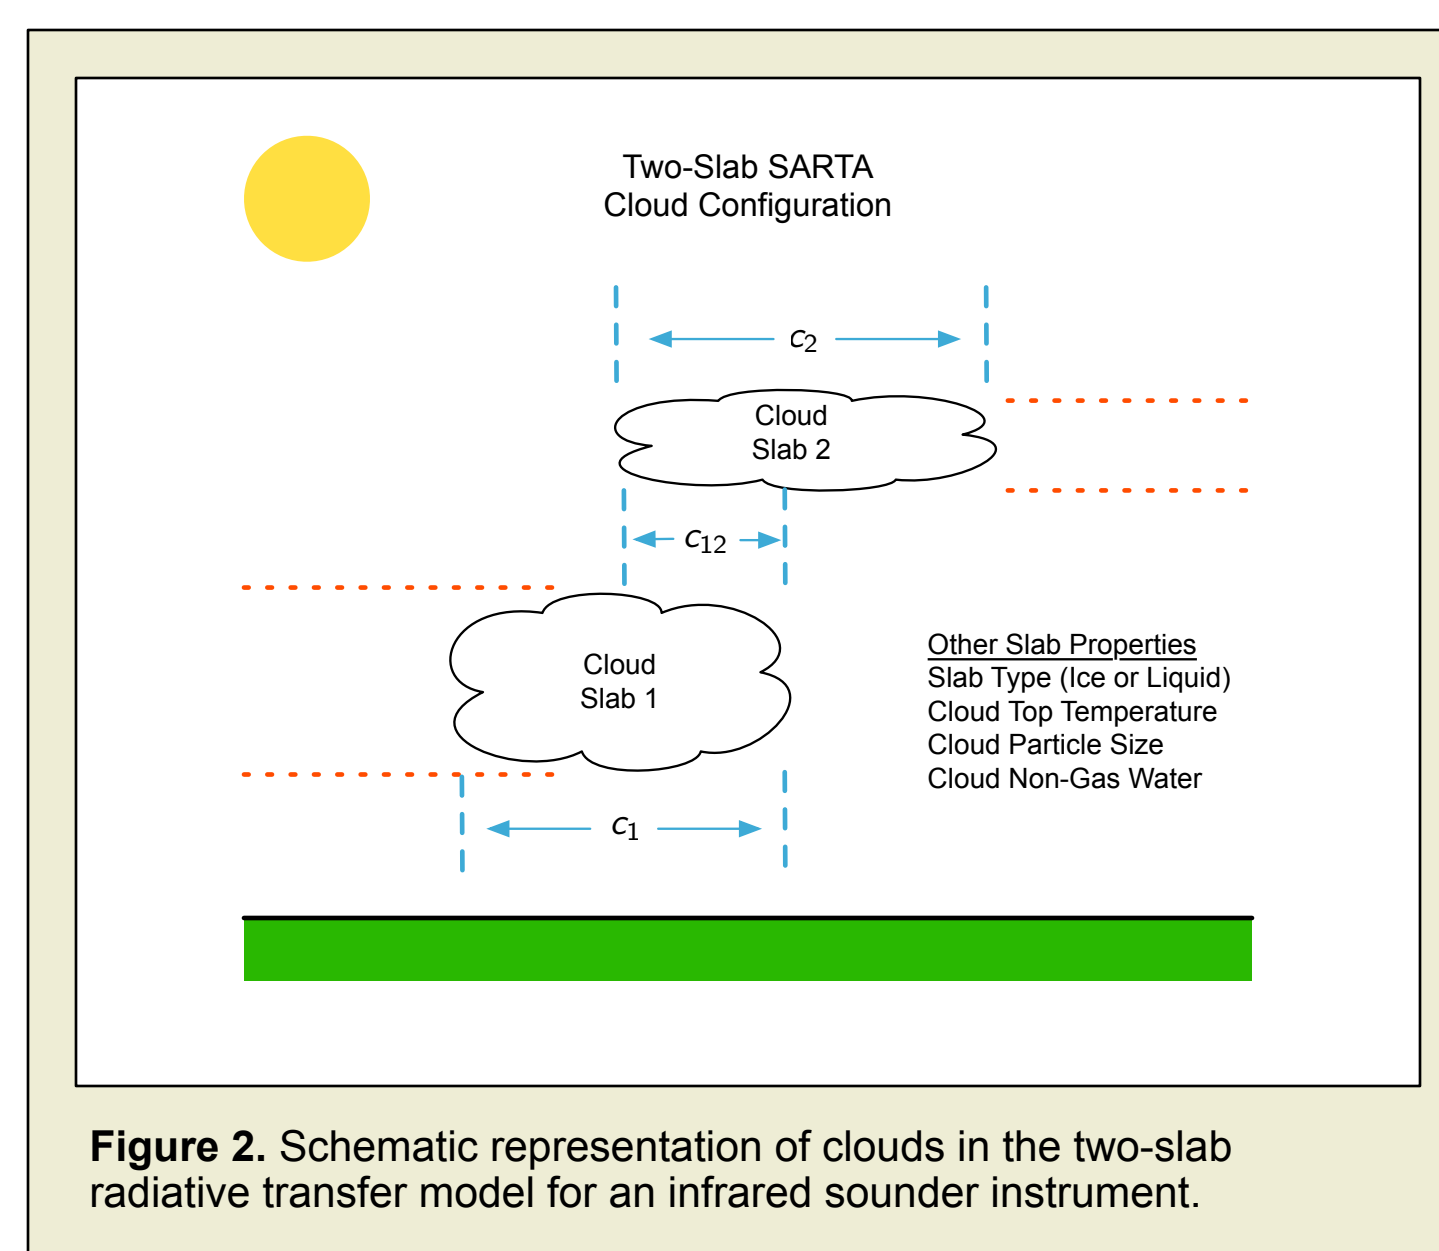 Two-Slab SARTA
Cloud Configuration
c2
Cloud
Slab 2
c12
Cloud
Slab 1
Other Slab Properties
Slab Type (Ice or Liquid)
Cloud Top Temperature
Cloud Particle Size
Cloud Non-Gas Water
c1
Figure 2. Schematic representation of clouds in the two-slab
radiative transfer model for an infrared sounder instrument.